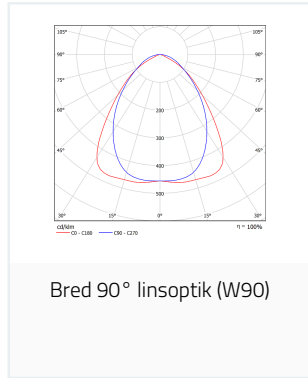 105° 105°
90° 90°
75° 75°
60° 60°
45° 45°
200
300
400
500
30° 15° 0° 15° 30°
cd/klm η = 100%
C0 - C180 C90 - C270
Bred 90° linsoptik (W90)